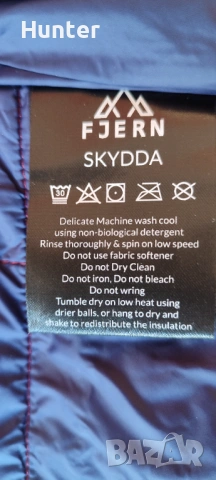 Hunter
FJERN
SKYDDA
30
Delicate Machine wash cool
using non-biological detergent
Rinse thoroughly & spin on low speed
Do not use fabric softener
Do not Dry Clean
Do not iron, Do not bleach
Do not wring
Tumble dry on low heat using
drier balls, or hang to dry and
shake to redistribute the insulation
BAZAR
bg